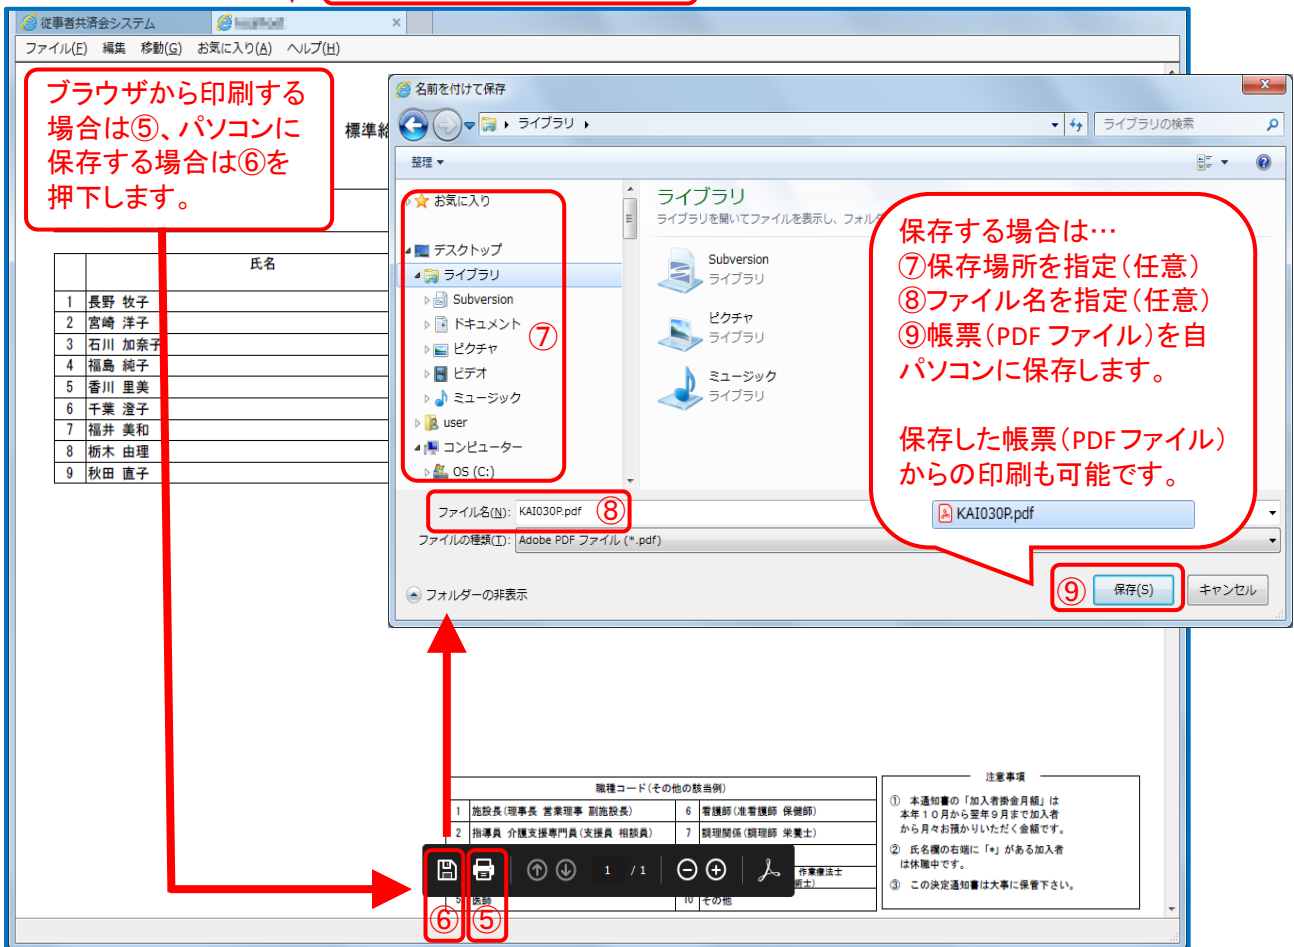 従事者共済会システム
ファイル(F) 編集 移動(G) お気に入り(A) ヘルプ(H)
ブラウザから印刷する
場合は⑤、パソコンに
保存する場合は⑥を
押下します。
標準給
氏名
1 長野 牧子
2 宮崎 洋子
3 石川 加奈子
4 福島 純子
5 香川 里美
6 千葉 澄子
7 福井 美和
8 栃木 由理
9 秋田 直子
名前を付けて保存
ライブラリ
ライブラリの検索
整理
お気に入り
デスクトップ
ライブラリ
Subversion
ドキュメント
ピクチャ
ビデオ
ミュージック
user
コンピューター
OS (C:)
⑦
ライブラリ
ライブラリを開いてファイルを表示し、フォル
Subversion
ライブラリ
ピクチャ
ライブラリ
ミュージック
ライブラリ
保存する場合は…
⑦保存場所を指定(任意)
⑧ファイル名を指定(任意)
⑨帳票(PDF ファイル)を自
パソコンに保存します。
保存した帳票(PDFファイル)
からの印刷も可能です。
KAI030P.pdf
ファイル名(N): KAI030P.pdf ⑧
ファイルの種類(T): Adobe PDF ファイル (*.pdf)
フォルダーの非表示
⑨ 保存(S) キャンセル
職種コード(その他の該当例)
1 施設長(理事長 営業理事 副施設長) 6 看護師(准看護師 保健師)
2 指導員 介護支援専門員(支援員 相談員) 7 調理関係(調理師 栄養士)
作業療法士
5 医師 10 その他
1 / 1
⑥ ⑤
注意事項
① 本通知書の「加入者掛金月額」は
本年10月から翌年9月まで加入者
から月々お預かりいただく金額です。
② 氏名欄の右端に「*」がある加入者
は休職中です。
③ この決定通知書は大事に保管下さい。